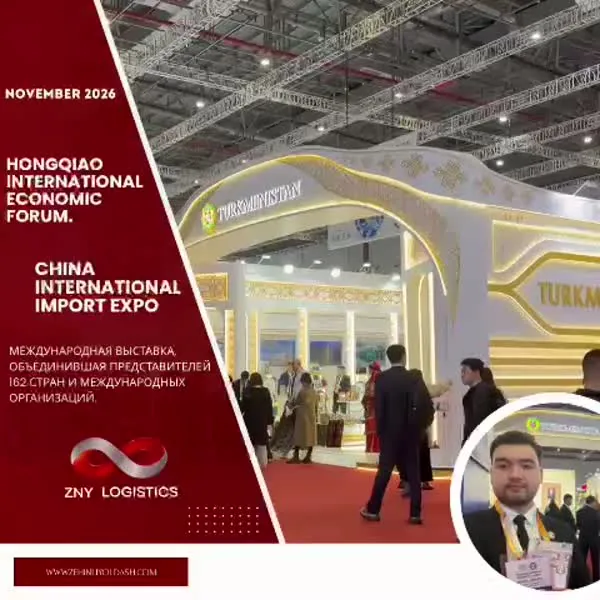 NOVEMBER 2026
HONGQIAO
INTERNATIONAL
ECONOMIC
FORUM.
CHINA
INTERNATIONAL
IMPORT EXPO
МЕЖДУНАРОДНАЯ ВЫСТАВКА,
ОБЪЕДИНИВШАЯ ПРЕДСТАВИТЕЛЕЙ
162 СТРАН И МЕЖДУНАРОДНЫХ
ОРГАНИЗАЦИЙ.
ZNY LOGISTICS
TURKMENISTAN
TURKM